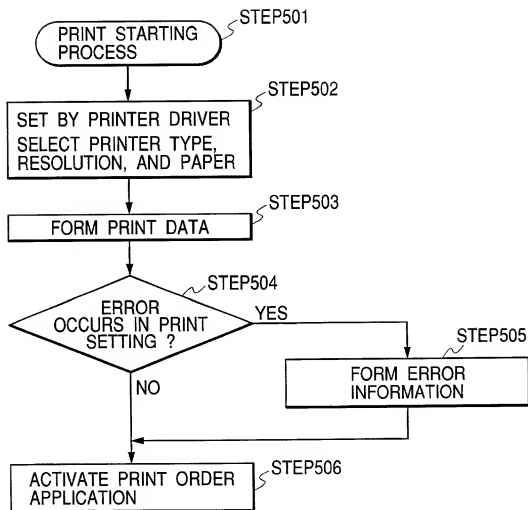 STEP501
PRINT STARTING
PROCESS
STEP502
SET BY PRINTER DRIVER
SELECT PRINTER TYPE,
RESOLUTION, AND PAPER
STEP503
FORM PRINT DATA
STEP504
ERROR
OCCURS IN PRINT
SETTING ?
YES
STEP505
FORM ERROR
INFORMATION
NO
STEP506
ACTIVATE PRINT ORDER
APPLICATION